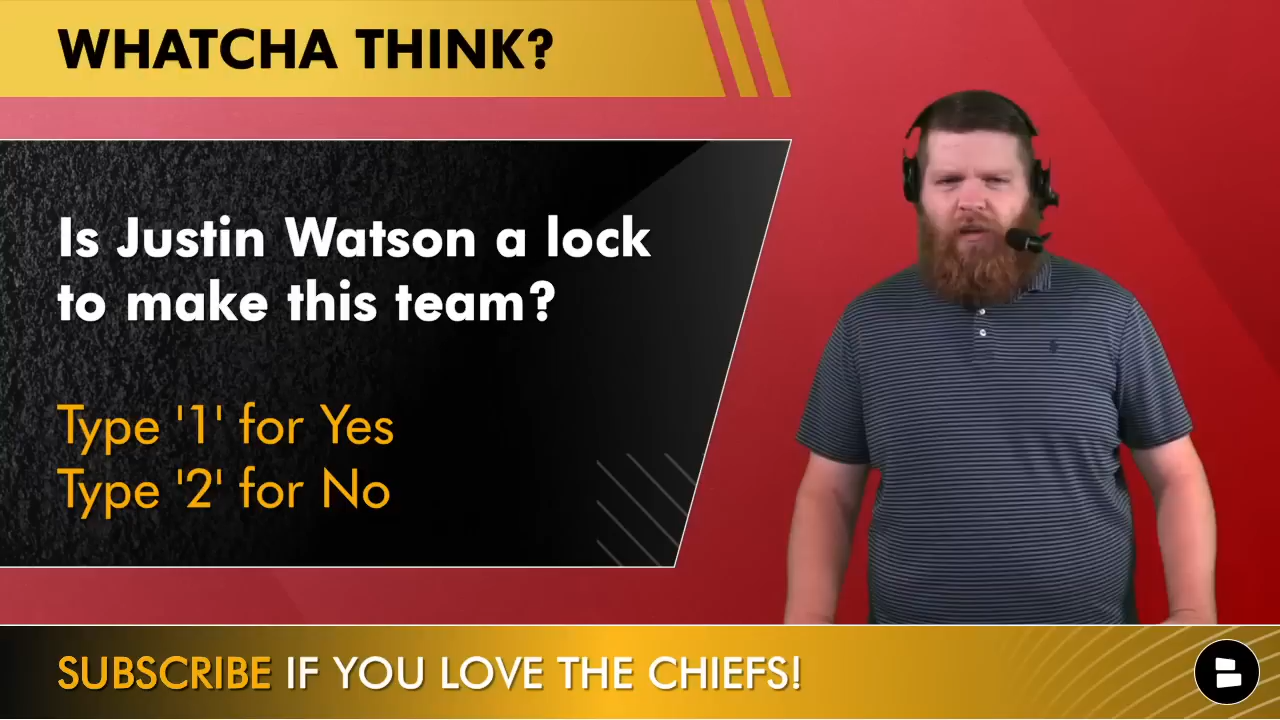 WHATCHA THINK?
Is Justin Watson a lock
to make this team?
Type '1' for Yes
Type '2' for No
SUBSCRIBE IF YOU LOVE THE CHIEFS!